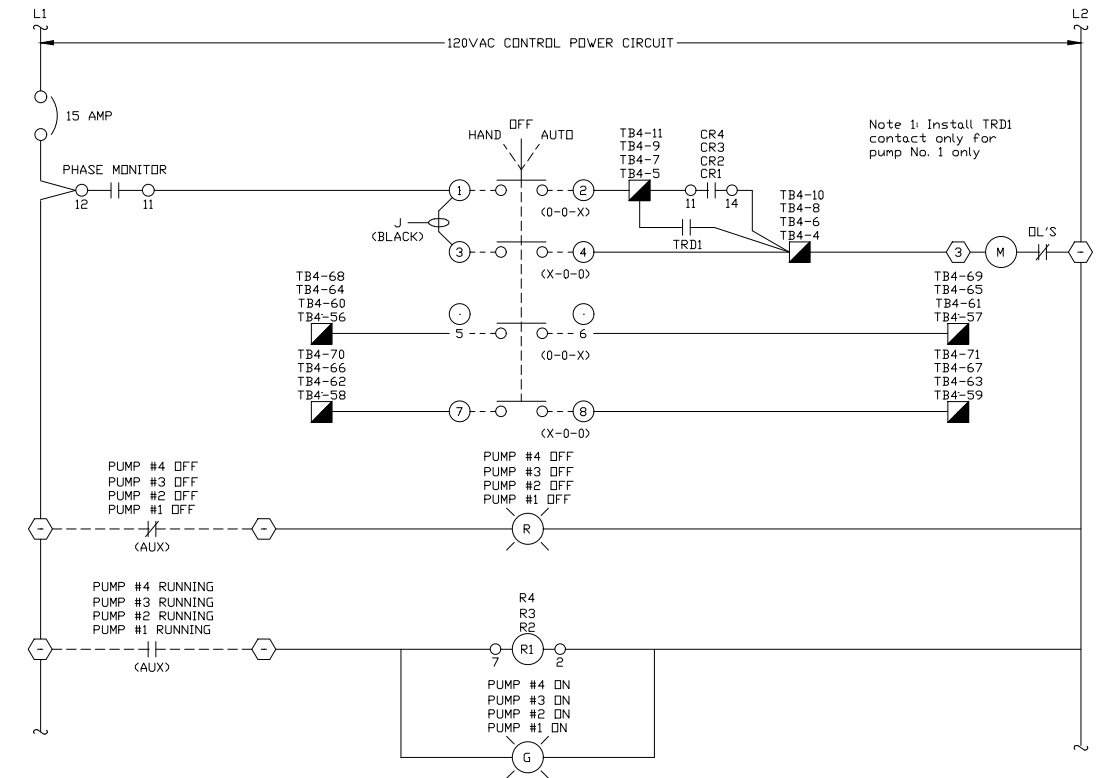 L1
L2
120VAC CONTROL POWER CIRCUIT
15 AMP
Note 1: Install TRD1
contact only for
pump No. 1 only
OFF
HAND
AUTO
TB4-11
TB4-9
TB4-7
TB4-5
CR4
CR3
CR2
CR1
PHASE MONITOR
12
11
1
2
(0-0-X)
11
14
TB4-10
TB4-8
TB4-6
TB4-4
J
(BLACK)
TRD1
OL'S
3
4
(X-0-0)
3
M
-
TB4-68
TB4-64
TB4-60
TB4-56
TB4-69
TB4-65
TB4-61
TB4-57
5
6
(0-0-X)
TB4-70
TB4-66
TB4-62
TB4-58
TB4-71
TB4-67
TB4-63
TB4-59
7
8
(X-0-0)
PUMP #4 OFF
PUMP #3 OFF
PUMP #2 OFF
PUMP #1 OFF
PUMP #4 OFF
PUMP #3 OFF
PUMP #2 OFF
PUMP #1 OFF
-
-
R
(AUX)
PUMP #4 RUNNING
PUMP #3 RUNNING
PUMP #2 RUNNING
PUMP #1 RUNNING
R4
R3
R2
R1
-
-
7
2
(AUX)
PUMP #4 ON
PUMP #3 ON
PUMP #2 ON
PUMP #1 ON
G